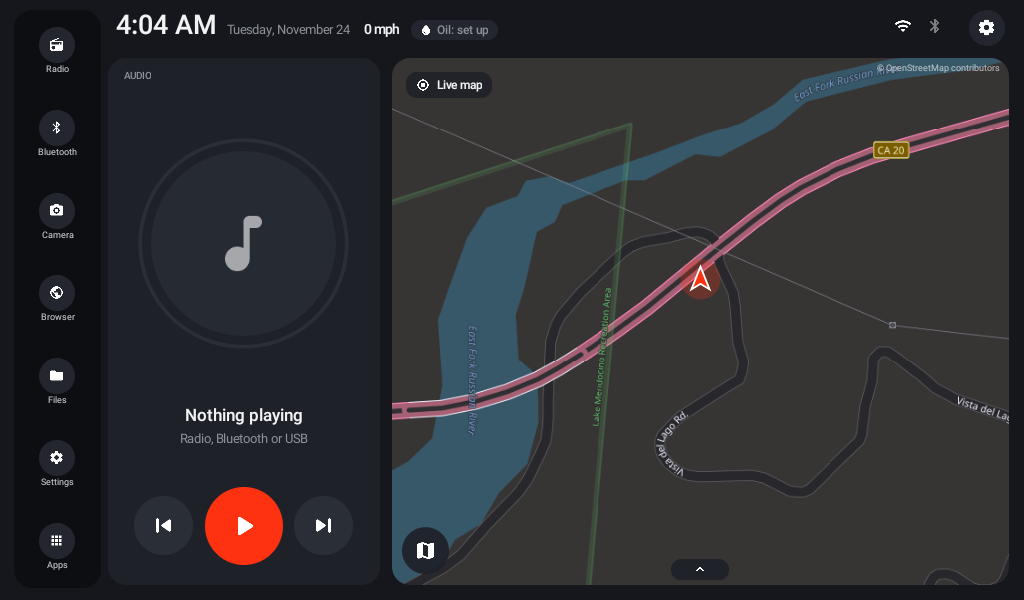 4:04 AM
Tuesday, November 24
0 mph
Oil: set up
Radio
Bluetooth
Camera
Browser
Files
Settings
Apps
AUDIO
Nothing playing
Radio, Bluetooth or USB
Live map
© OpenStreetMap contributors
East Fork Russian
CA 20
East Fork Russian River
Lake Mendocino Recreation Area
Vista del Lago Rd.
Vista del Lag